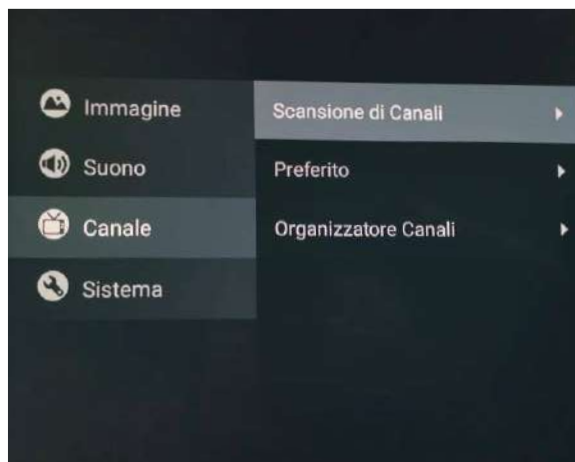 Immagine
Suono
Canale
Sistema
Scansione di Canali
Preferito
Organizzatore Canali